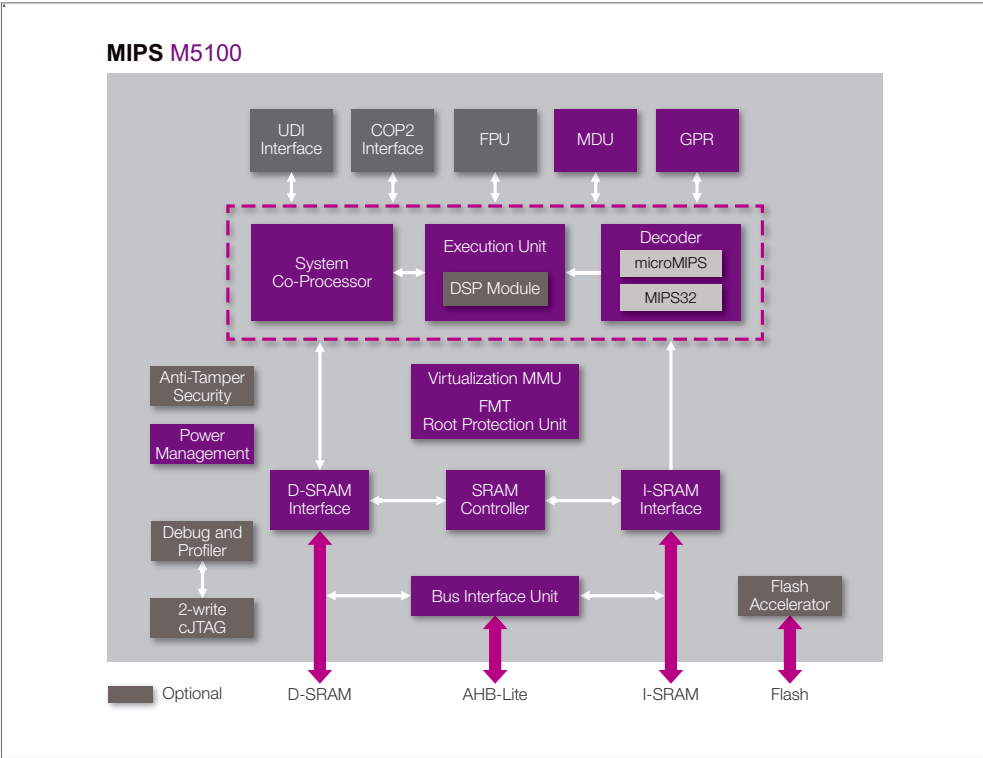 MIPS M5100
UDI
Interface
COP2
Interface
FPU
MDU
GPR
System
Co-Processor
Execution Unit
DSP Module
Decoder
microMIPS
MIPS32
Anti-Tamper
Security
Virtualization MMU
FMT
Root Protection Unit
Power
Management
D-SRAM
Interface
SRAM
Controller
I-SRAM
Interface
Debug and
Profiler
2-write
cJTAG
Bus Interface Unit
Flash
Accelerator
Optional
D-SRAM
AHB-Lite
I-SRAM
Flash